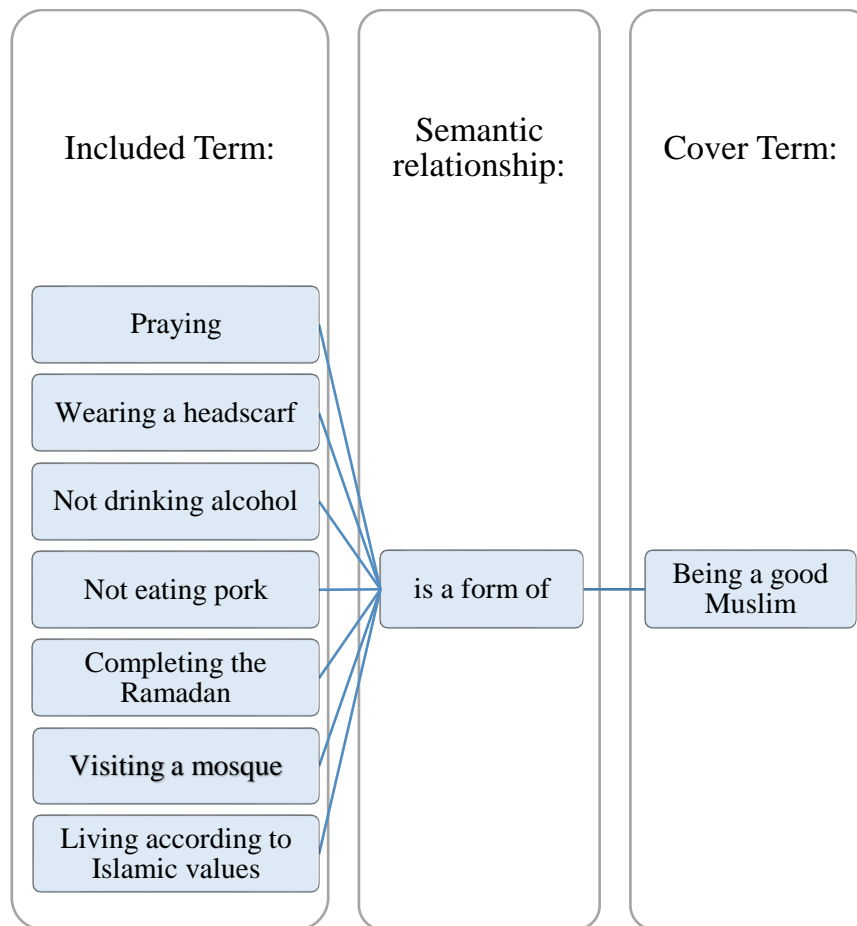 Included Term:
Semantic
relationship:
Cover Term:
Praying
Wearing a headscarf
Not drinking alcohol
Not eating pork
Completing the
Ramadan
Visiting a mosque
Living according to
Islamic values
is a form of
Being a good
Muslim